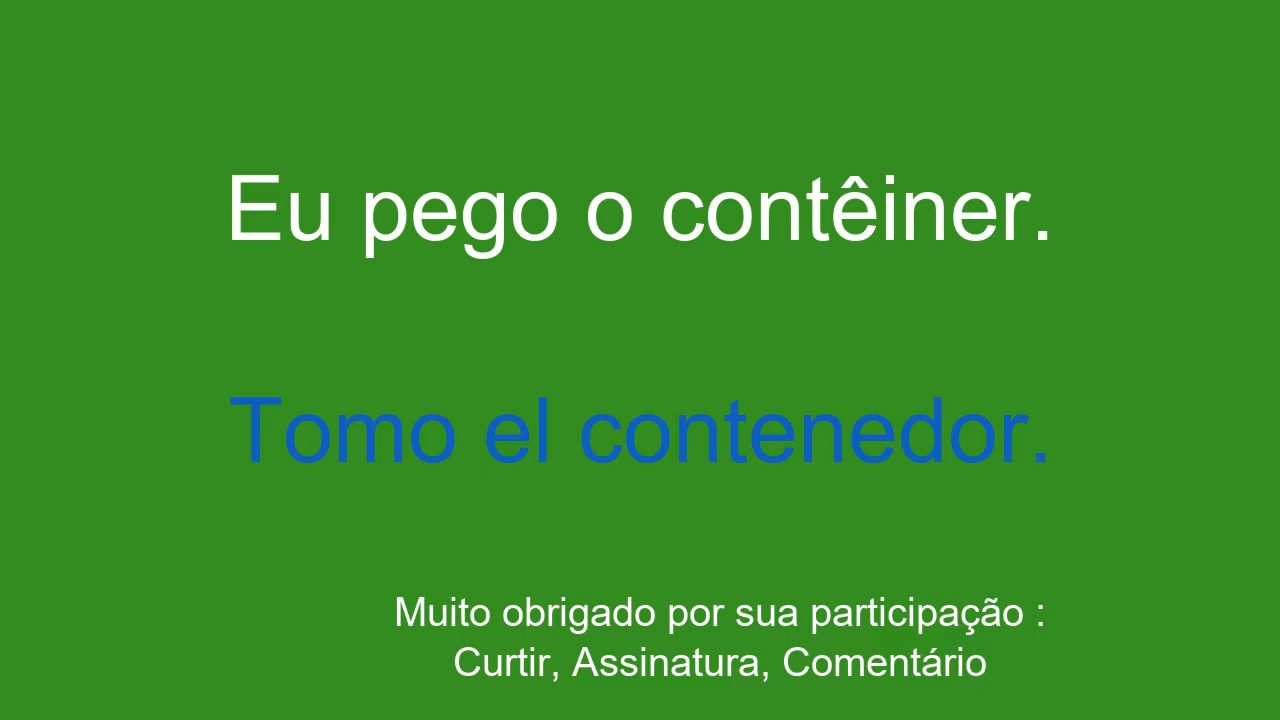 Eu pego o contêiner.
Tomo el contenedor.
Muito obrigado por sua participação :
Curtir, Assinatura, Comentário